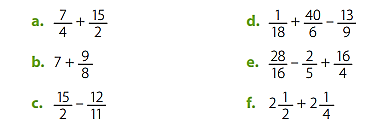 a. 7/4 + 15/2
b. 7 + 9/8
c. 15/2 − 12/11
d. 1/18 + 40/6 − 13/9
e. 28/16 − 2/5 + 16/4
f. 2 1/2 + 2 1/4